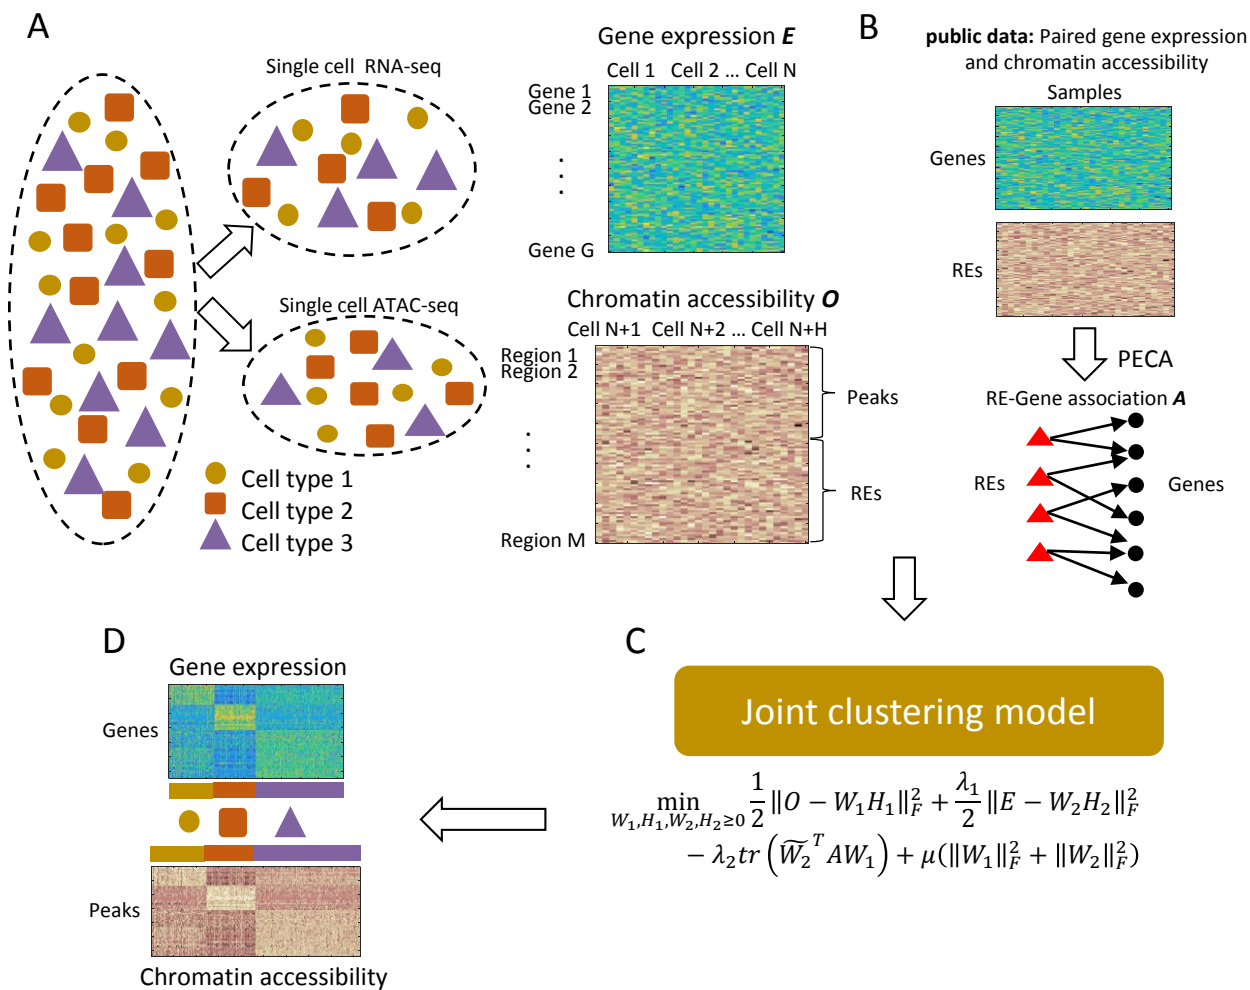 A
Single cell RNA-seq
Gene expression E
Cell 1 Cell 2 ... Cell N
Gene 1
Gene 2
Gene G
Single cell ATAC-seq
Chromatin accessibility O
Cell N+1 Cell N+2 ... Cell N+H
Region 1
Region 2
Region M
Peaks
REs
Cell type 1
Cell type 2
Cell type 3
B
public data: Paired gene expression
and chromatin accessibility
Samples
Genes
REs
PECA
RE-Gene association A
REs
Genes
C
Joint clustering model
min 1/2 ‖O − W₁H₁‖²_F + λ₁/2 ‖E − W₂H₂‖²_F
W₁,H₁,W₂,H₂≥0
− λ₂tr(W̃₂ᵀAW₁) + μ(‖W₁‖²_F + ‖W₂‖²_F)
D
Gene expression
Genes
Peaks
Chromatin accessibility